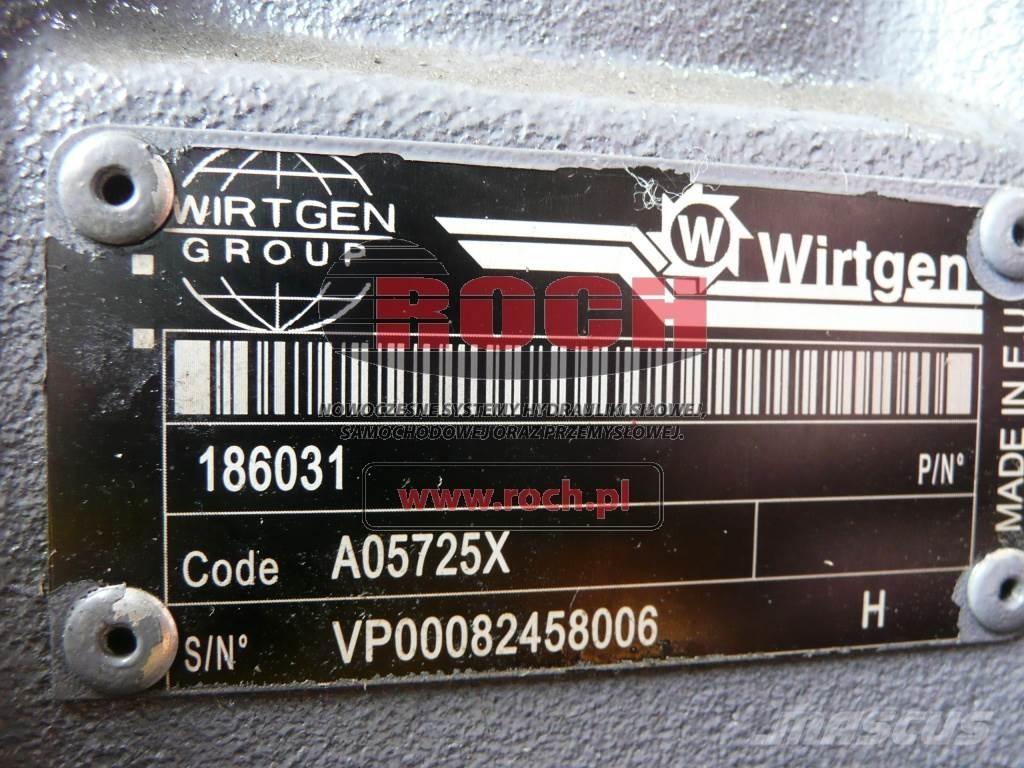 WIRTGEN
GROUP
W Wirtgen
ROCH
NOWOCZESNE SYSTEMY HYDRAULIKI SIŁOWEJ,
SAMOCHODOWEJ ORAZ PRZEMYSŁOWEJ.
186031 P/N°
www.roch.pl
Code A05725X
S/N° VP00082458006 H
MADE IN E.U
mascus